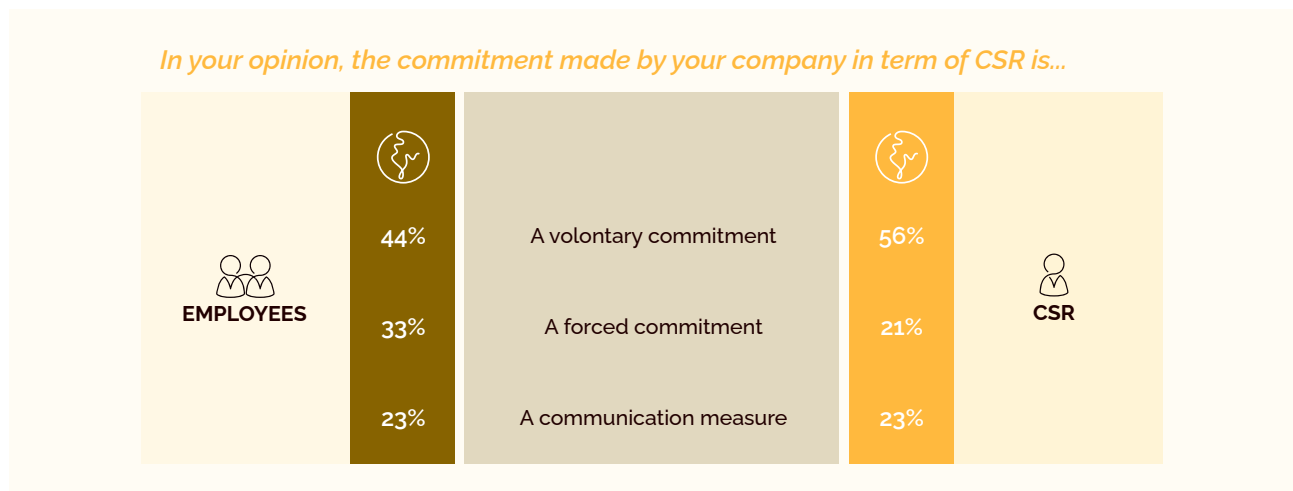 In your opinion, the commitment made by your company in term of CSR is...
44% A volontary commitment 56%
EMPLOYEES
CSR
33% A forced commitment 21%
23% A communication measure 23%